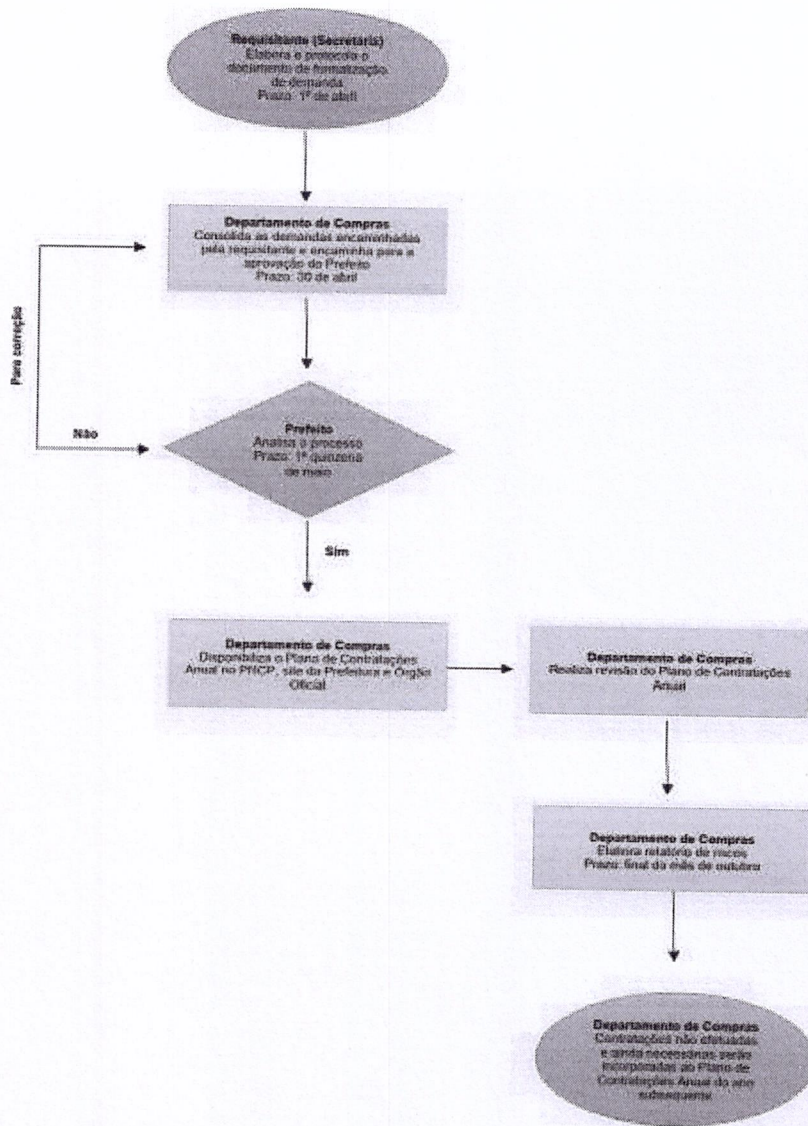 Requisitante (Secretaria)
Elabora e protocola o
documento de formalização
de demanda
Prazo: 1º de abril
Departamento de Compras
Consolida as demandas encaminhadas
pela requisitante e encaminha para a
aprovação do Prefeito
Prazo: 30 de abril
Para correção
Não
Prefeito
Analisa o processo
Prazo: 1ª quinzena
de maio
Sim
Departamento de Compras
Disponibiliza o Plano de Contratações
Anual no PNCP, site da Prefeitura e Órgão
Oficial
Departamento de Compras
Realiza revisão do Plano de Contratações
Anual
Departamento de Compras
Elabora relatório de riscos
Prazo: final do mês de outubro
Departamento de Compras
Contratações não efetuadas
e ainda necessárias serão
incorporadas ao Plano de
Contratações Anual do ano
subsequente